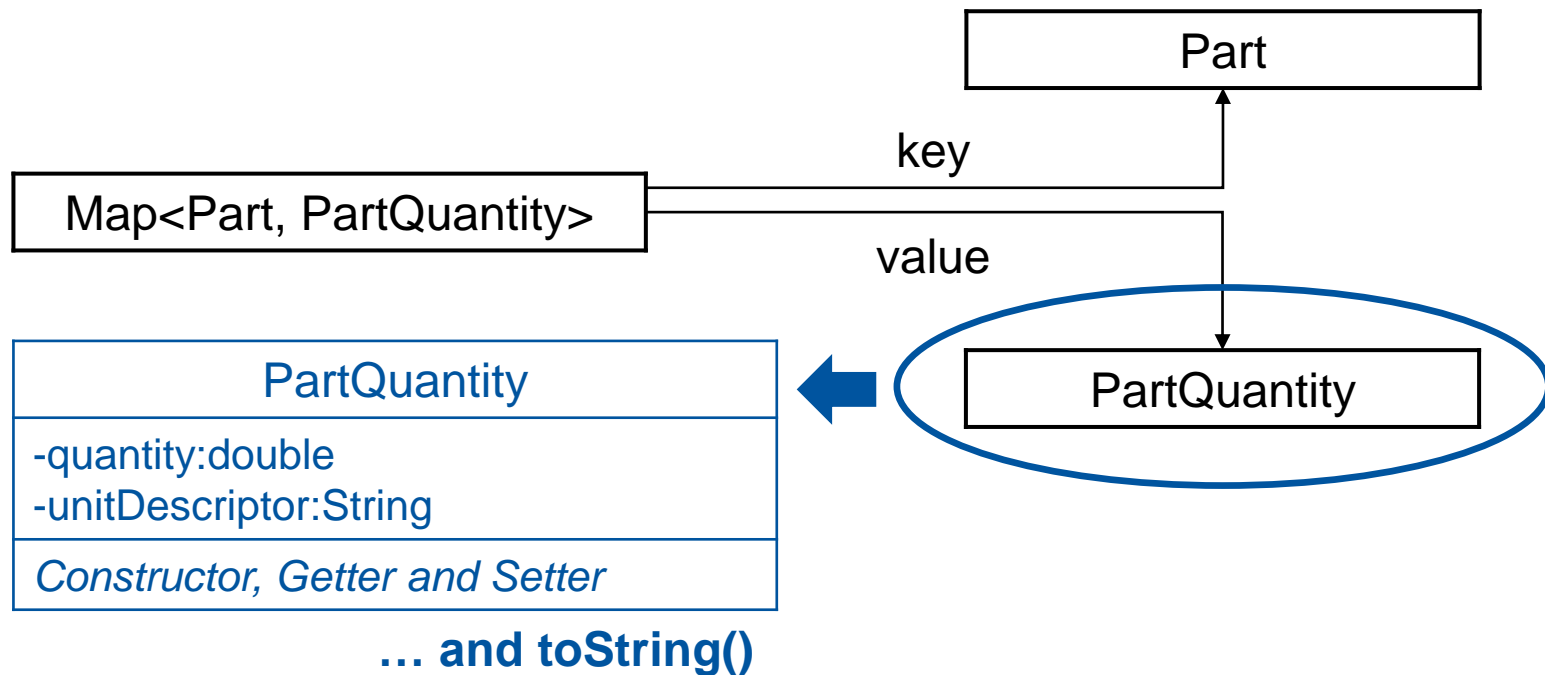 Part
key
Map<Part, PartQuantity>
value
PartQuantity
PartQuantity
-quantity:double
-unitDescriptor:String
Constructor, Getter and Setter
… and toString()